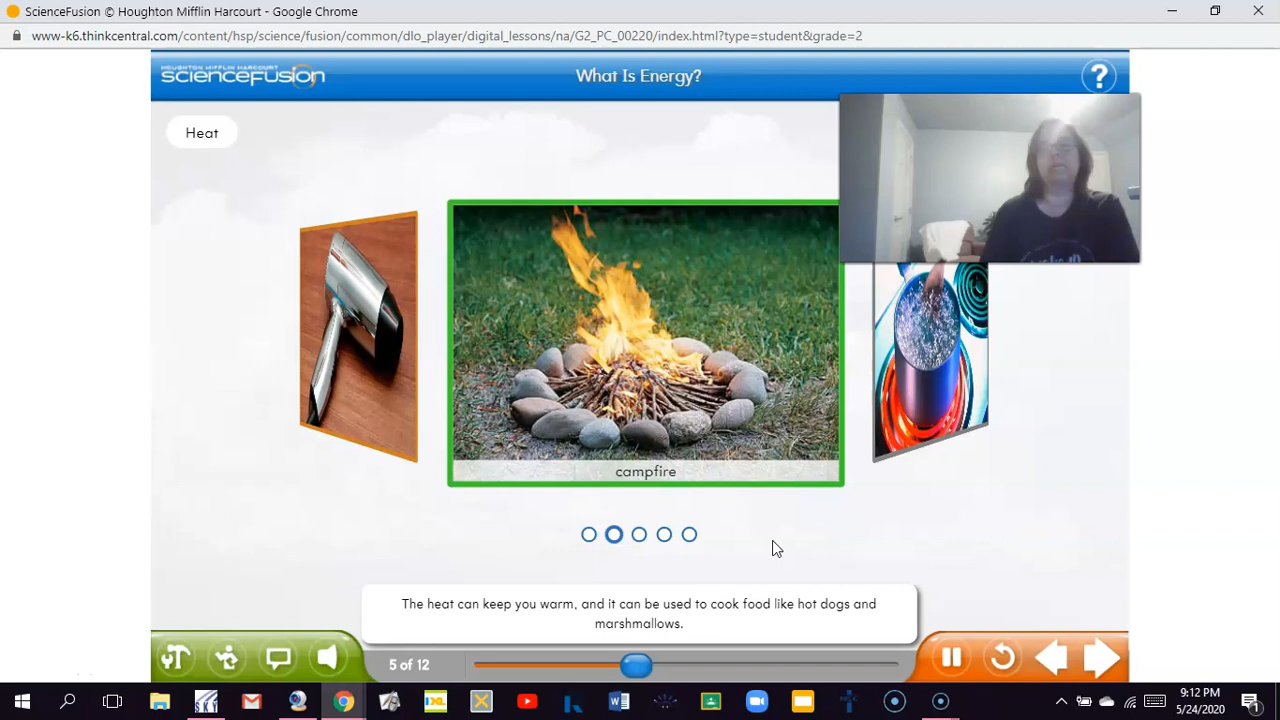 ScienceFusion © Houghton Mifflin Harcourt - Google Chrome
www-k6.thinkcentral.com/content/hsp/science/fusion/common/dlo_player/digital_lessons/na/G2_PC_00220/index.html?type=student&grade=2
HOUGHTON MIFFLIN HARCOURT
scienceFusion
What Is Energy?
?
Heat
campfire
The heat can keep you warm, and it can be used to cook food like hot dogs and
marshmallows.
5 of 12
9:12 PM
5/24/2020